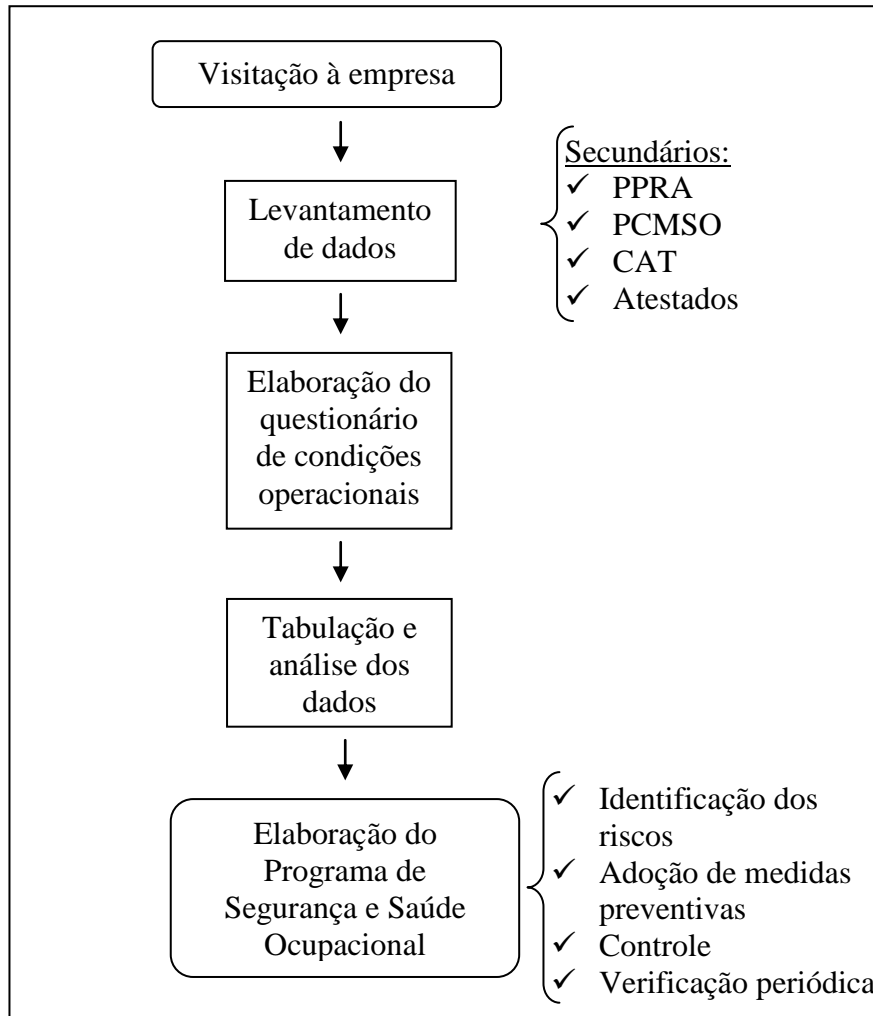 Visitação à empresa
Levantamento
de dados
Secundários:
✓ PPRA
✓ PCMSO
✓ CAT
✓ Atestados
Elaboração do
questionário
de condições
operacionais
Tabulação e
análise dos
dados
Elaboração do
Programa de
Segurança e Saúde
Ocupacional
✓ Identificação dos
riscos
✓ Adoção de medidas
preventivas
✓ Controle
✓ Verificação periódica